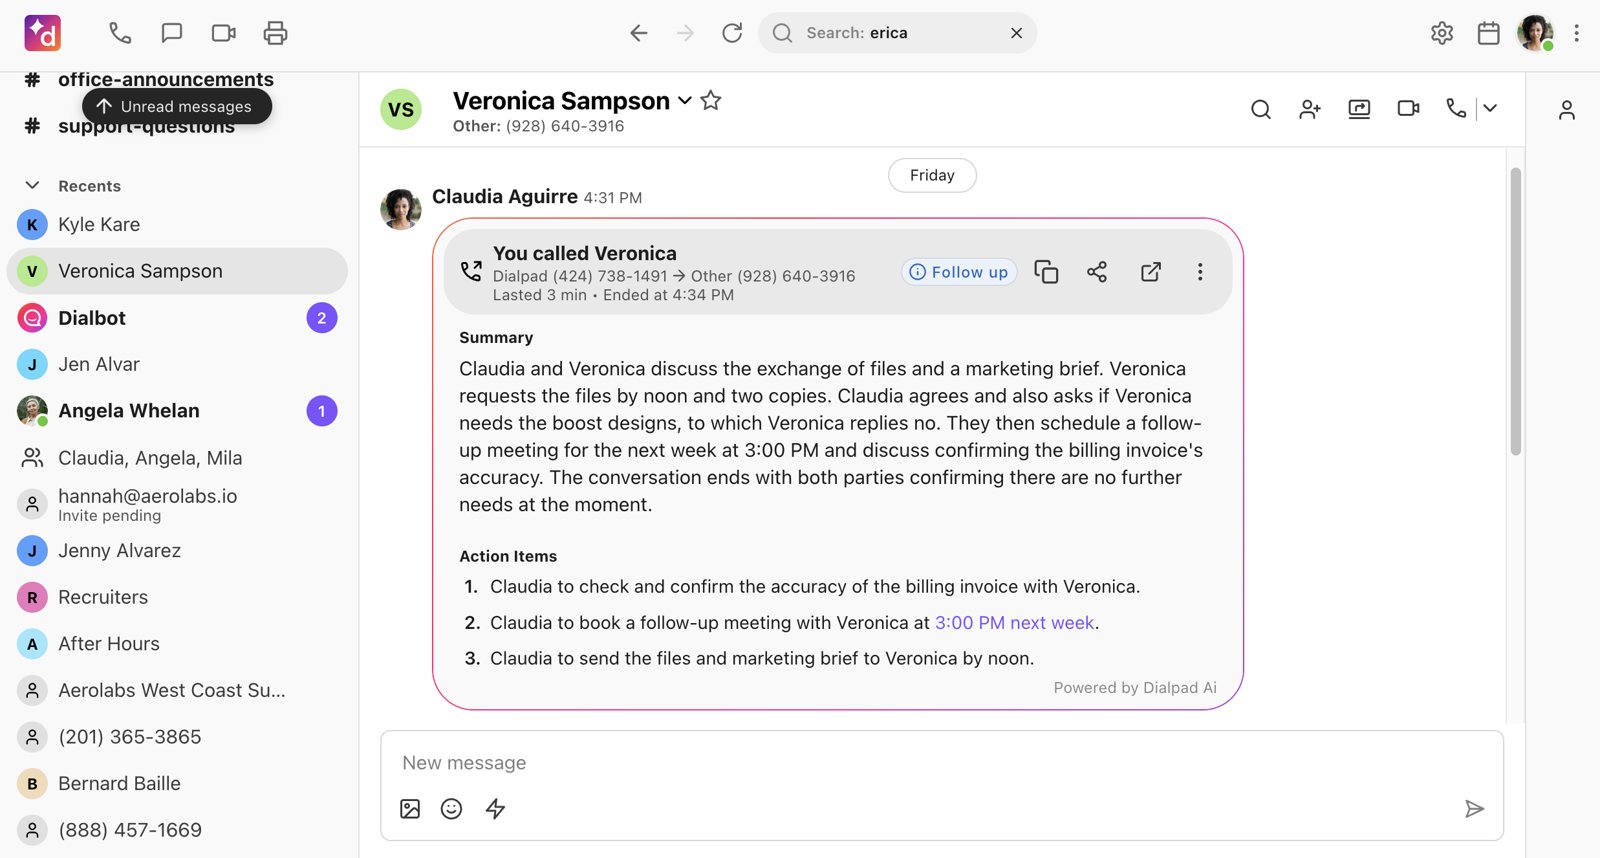 d
Search: erica
# office-announcements
Unread messages
# support-questions
Recents
K Kyle Kare
V Veronica Sampson
Dialbot 2
J Jen Alvar
Angela Whelan 1
Claudia, Angela, Mila
hannah@aerolabs.io
Invite pending
J Jenny Alvarez
R Recruiters
A After Hours
Aerolabs West Coast Su...
(201) 365-3865
B Bernard Baille
(888) 457-1669
VS
Veronica Sampson
Other: (928) 640-3916
Friday
Claudia Aguirre 4:31 PM
You called Veronica
Dialpad (424) 738-1491 → Other (928) 640-3916
Lasted 3 min • Ended at 4:34 PM
Follow up
Summary
Claudia and Veronica discuss the exchange of files and a marketing brief. Veronica
requests the files by noon and two copies. Claudia agrees and also asks if Veronica
needs the boost designs, to which Veronica replies no. They then schedule a follow-
up meeting for the next week at 3:00 PM and discuss confirming the billing invoice's
accuracy. The conversation ends with both parties confirming there are no further
needs at the moment.
Action Items
1. Claudia to check and confirm the accuracy of the billing invoice with Veronica.
2. Claudia to book a follow-up meeting with Veronica at 3:00 PM next week.
3. Claudia to send the files and marketing brief to Veronica by noon.
Powered by Dialpad Ai
New message